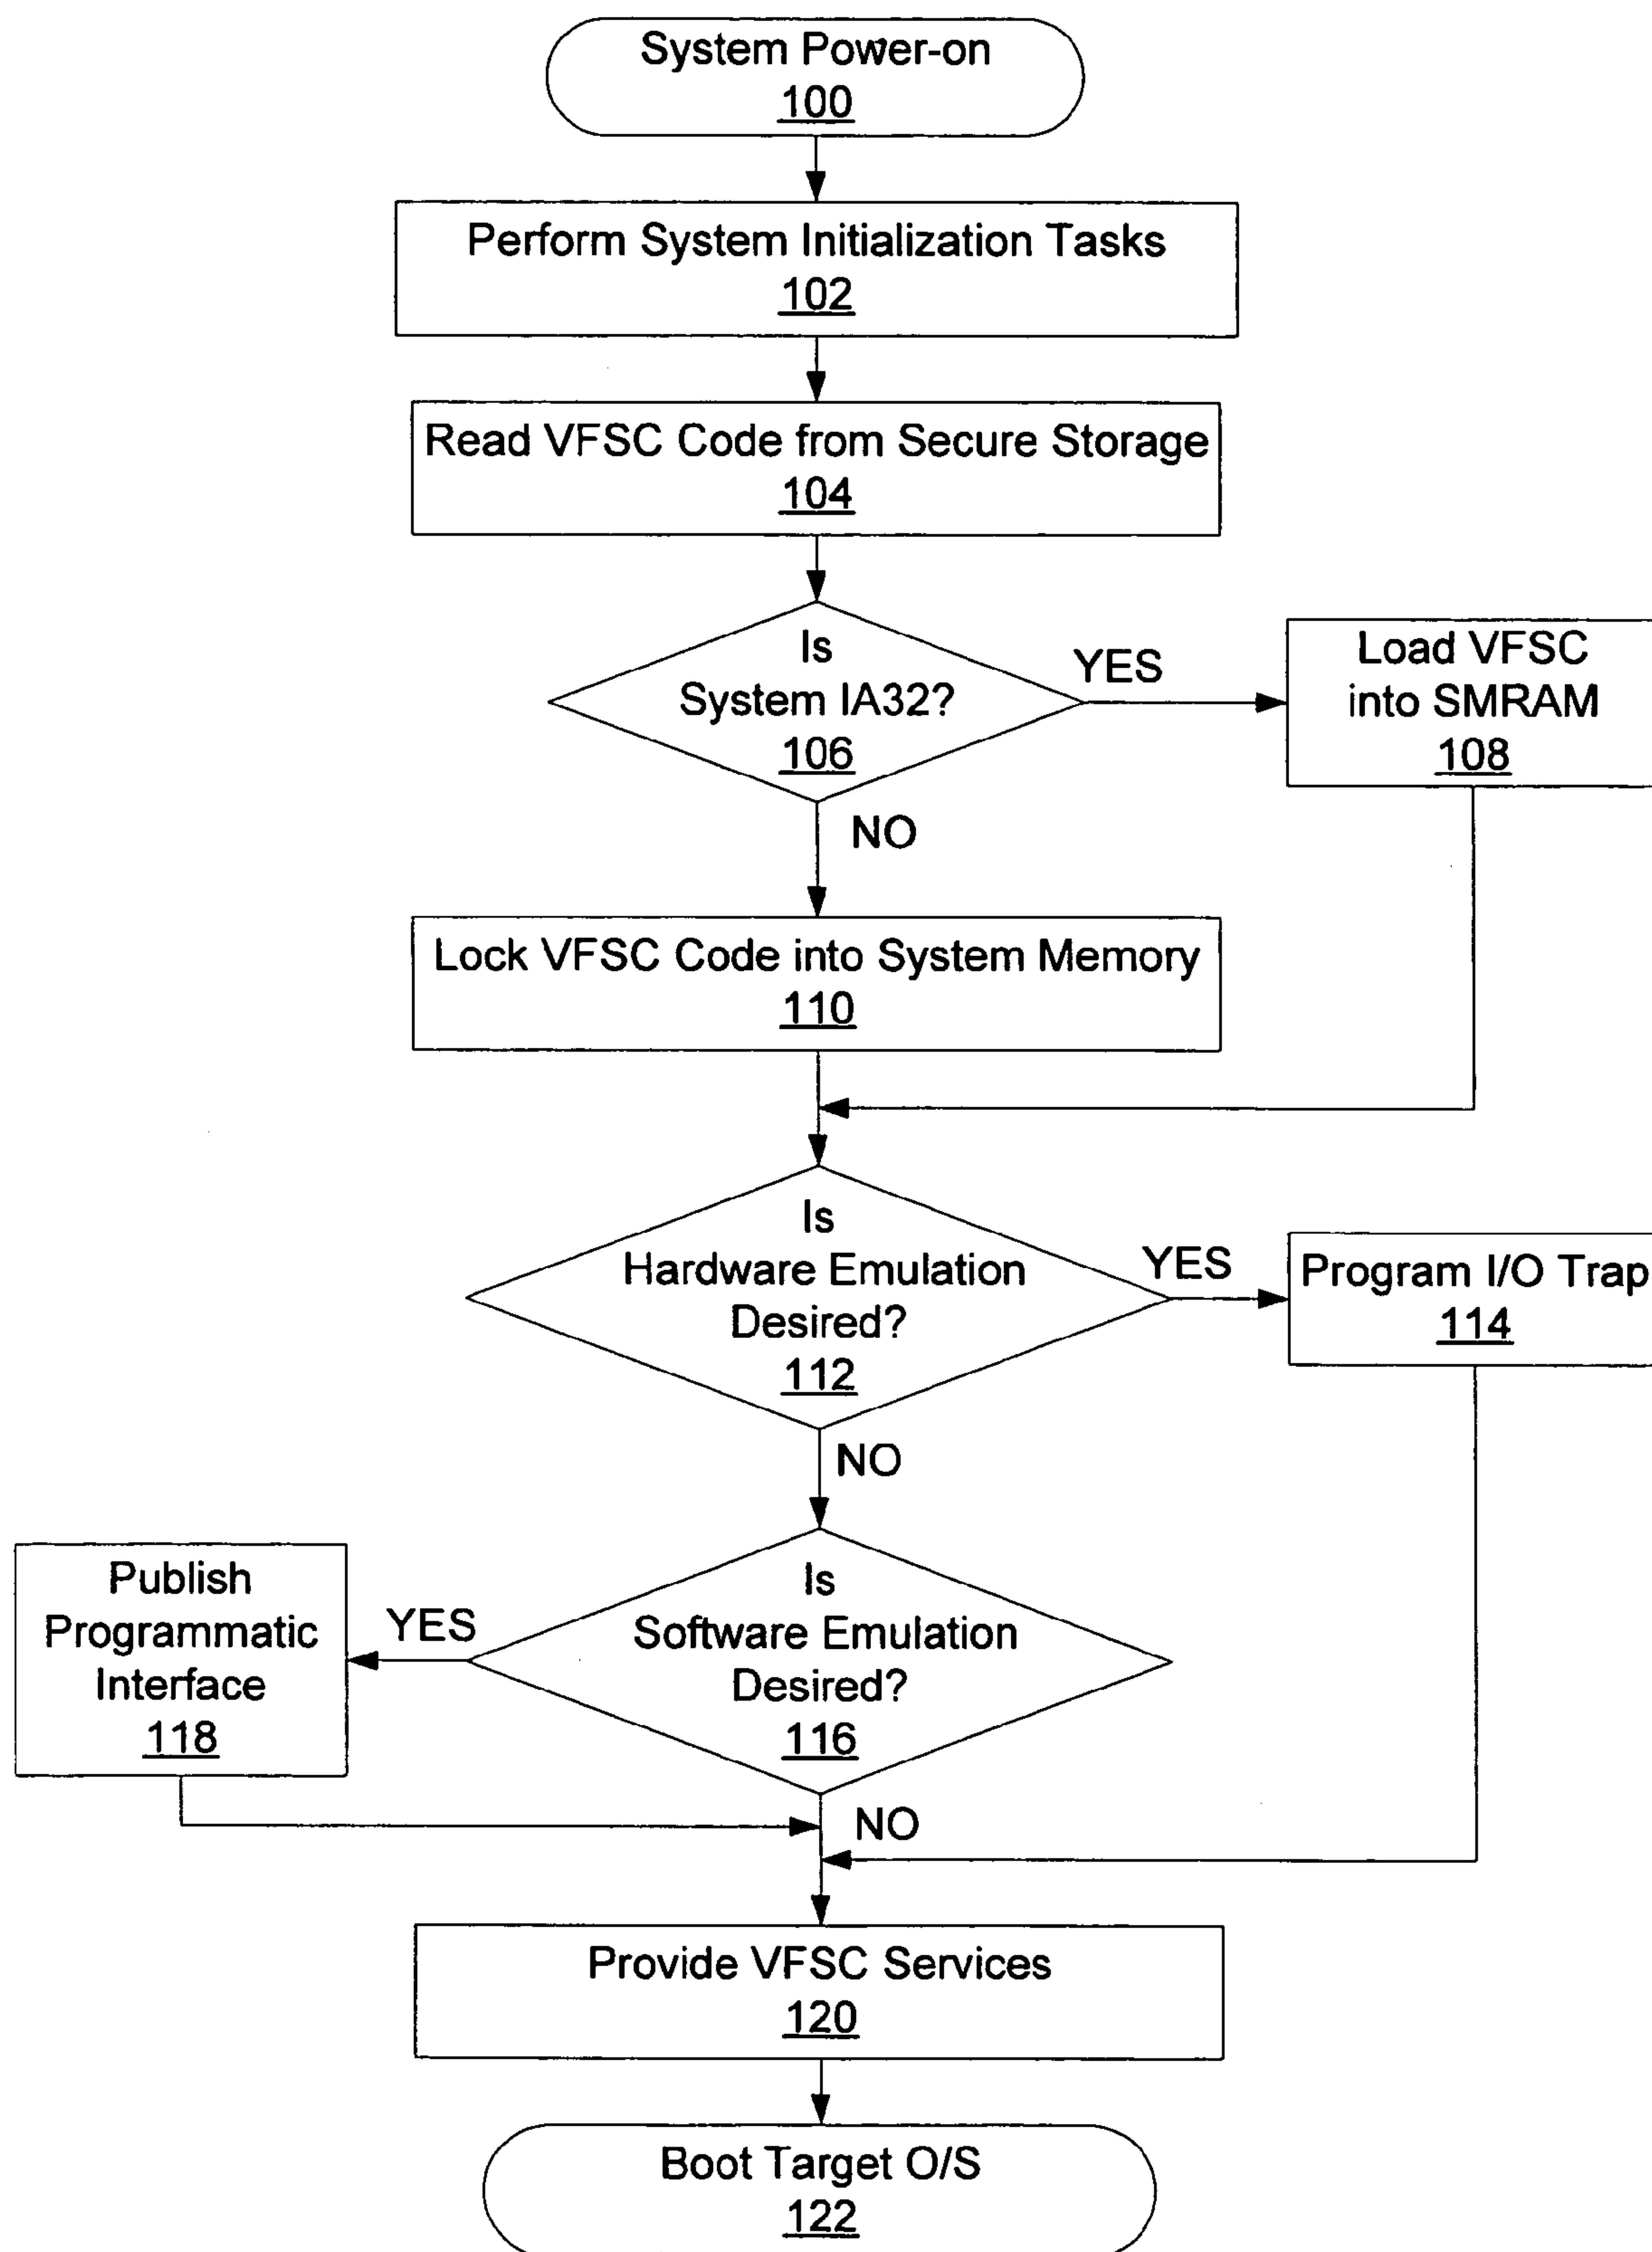 System Power-on
100
Perform System Initialization Tasks
102
Read VFSC Code from Secure Storage
104
Is
System IA32?
106
YES
Load VFSC
into SMRAM
108
NO
Lock VFSC Code into System Memory
110
Is
Hardware Emulation
Desired?
112
YES
Program I/O Trap
114
NO
Is
Software Emulation
Desired?
116
YES
Publish
Programmatic
Interface
118
NO
Provide VFSC Services
120
Boot Target O/S
122